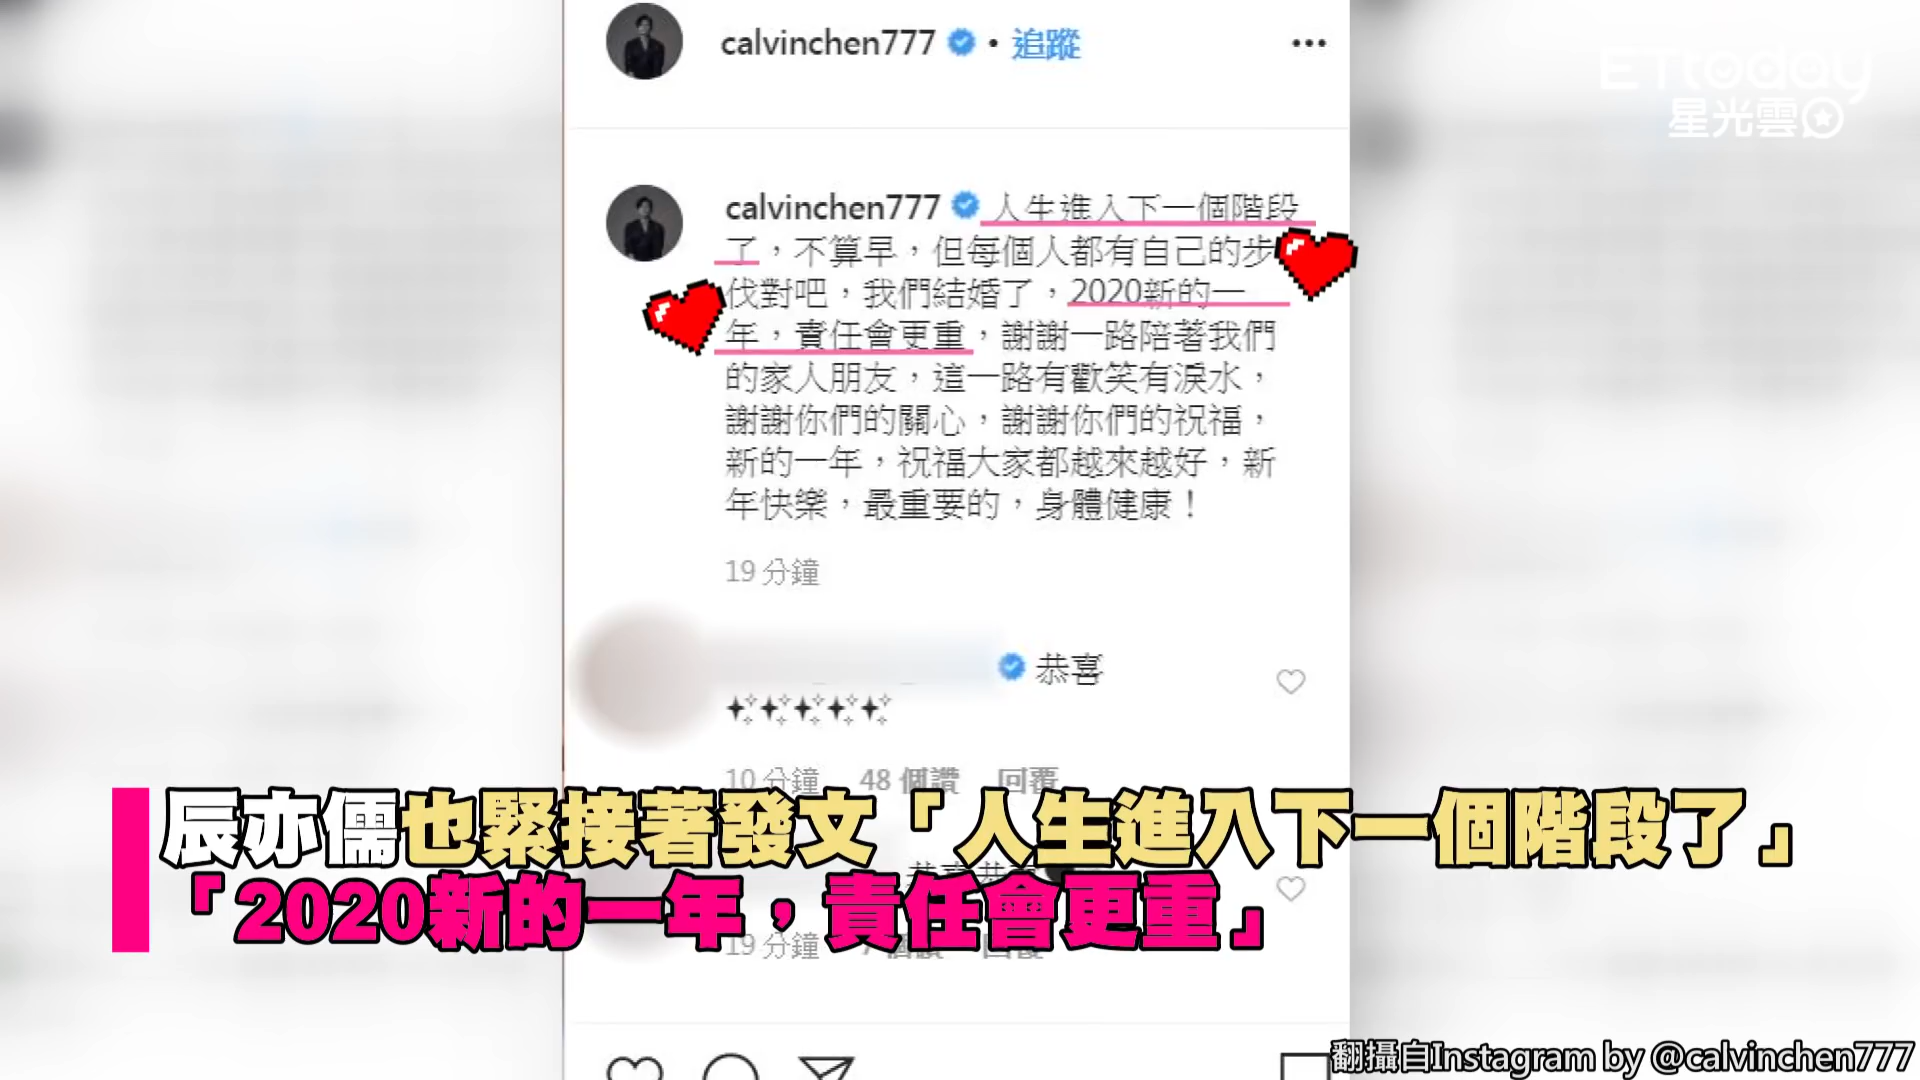 calvinchen777 • 追蹤
ETtoday
星光雲
calvinchen777 人生進入下一個階段
了，不算早，但每個人都有自己的步
伐對吧，我們結婚了，2020新的一
年，責任會更重，謝謝一路陪著我們
的家人朋友，這一路有歡笑有淚水，
謝謝你們的關心，謝謝你們的祝福，
新的一年，祝福大家都越來越好，新
年快樂，最重要的，身體健康！
19 分鐘
恭喜
10 分鐘 48 個讚 回覆
辰亦儒也緊接著發文「人生進入下一個階段了」
「2020新的一年，責任會更重」
19 分鐘
翻攝自Instagram by @calvinchen777